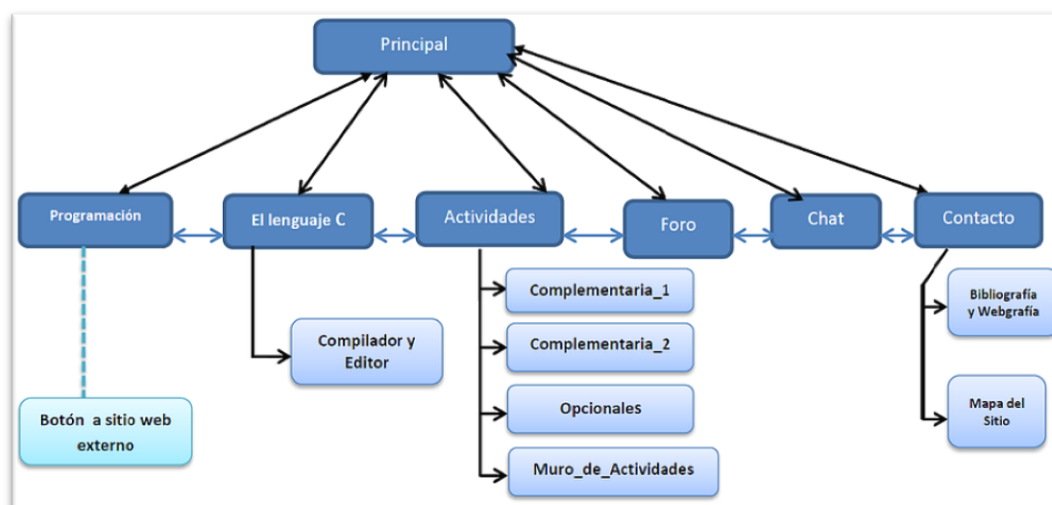 Principal
Programación
El lenguaje C
Actividades
Foro
Chat
Contacto
Complementaria_1
Complementaria_2
Opcionales
Muro_de_Actividades
Compilador y
Editor
Bibliografía
y Webgrafía
Mapa del
Sitio
Botón a sitio web
externo